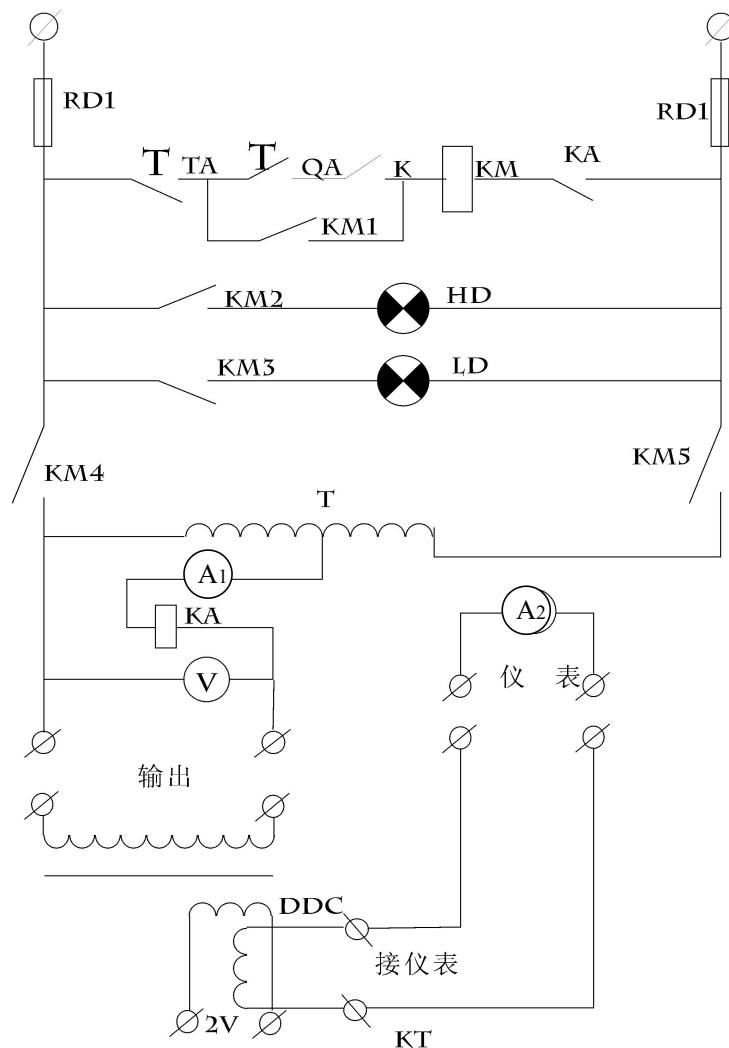 RD1
RD1
T TA T QA K KM KA
KM1
KM2 HD
KM3 LD
KM4
KM5
T
A1
KA
A2
V
仪 表
输出
DDC
接仪表
2V
KT